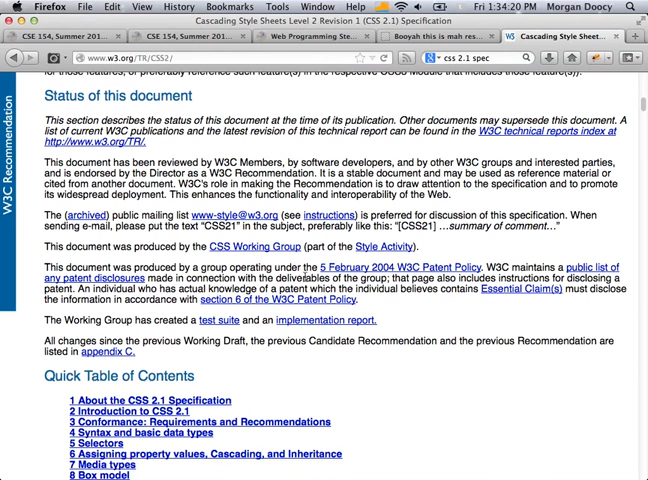 Firefox File Edit View History Bookmarks Tools Window Help Fri 1:34:20 PM Morgan Doocy
Cascading Style Sheets Level 2 Revision 1 (CSS 2.1) Specification
CSE 154, Summer 201... CSE 154, Summer 201... Web Programming Ste... Booyah this is mah res... Cascading Style Sheet...
www.w3.org/TR/CSS2/ css 2.1 spec
for those features, or preferably reference such feature(s) in the respective CSS3 Module that includes those feature(s)).
W3C Recommendation
Status of this document
This section describes the status of this document at the time of its publication. Other documents may supersede this document. A
list of current W3C publications and the latest revision of this technical report can be found in the W3C technical reports index at
http://www.w3.org/TR/.
This document has been reviewed by W3C Members, by software developers, and by other W3C groups and interested parties,
and is endorsed by the Director as a W3C Recommendation. It is a stable document and may be used as reference material or
cited from another document. W3C's role in making the Recommendation is to draw attention to the specification and to promote
its widespread deployment. This enhances the functionality and interoperability of the Web.
The (archived) public mailing list www-style@w3.org (see instructions) is preferred for discussion of this specification. When
sending e-mail, please put the text “CSS21” in the subject, preferably like this: “[CSS21] …summary of comment…”
This document was produced by the CSS Working Group (part of the Style Activity).
This document was produced by a group operating under the 5 February 2004 W3C Patent Policy. W3C maintains a public list of
any patent disclosures made in connection with the deliverables of the group; that page also includes instructions for disclosing a
patent. An individual who has actual knowledge of a patent which the individual believes contains Essential Claim(s) must disclose
the information in accordance with section 6 of the W3C Patent Policy.
The Working Group has created a test suite and an implementation report.
All changes since the previous Working Draft, the previous Candidate Recommendation and the previous Recommendation are
listed in appendix C.
Quick Table of Contents
1 About the CSS 2.1 Specification
2 Introduction to CSS 2.1
3 Conformance: Requirements and Recommendations
4 Syntax and basic data types
5 Selectors
6 Assigning property values, Cascading, and Inheritance
7 Media types
8 Box model